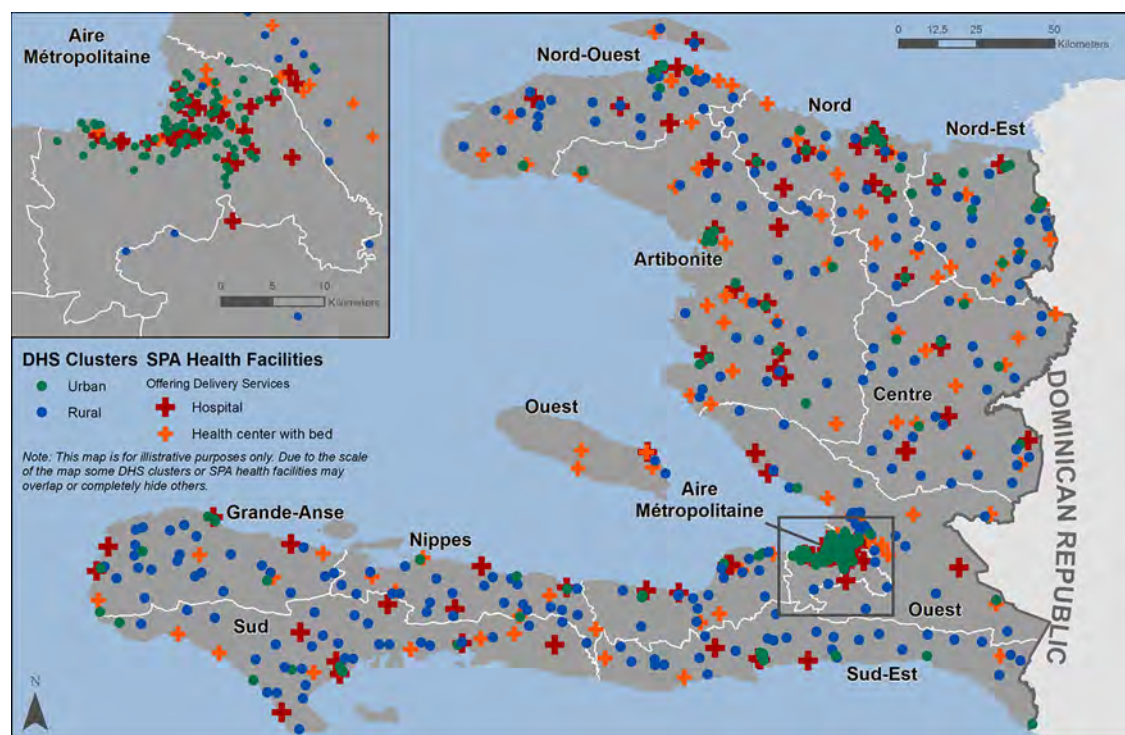 Aire
Métropolitaine
0 5 10
Kilometers
Nord-Ouest
0 12.5 25 50
Kilometers
Nord
Nord-Est
Artibonite
DHS Clusters
Urban
Rural
SPA Health Facilities
Offering Delivery Services
Hospital
Health center with bed
Note: This map is for illustrative purposes only. Due to the scale
of the map some DHS clusters or SPA health facilities may
overlap or completely hide others.
Ouest
Centre
DOMINICAN REPUBLIC
Aire
Métropolitaine
Grande-Anse
Nippes
Ouest
Sud
Sud-Est
N